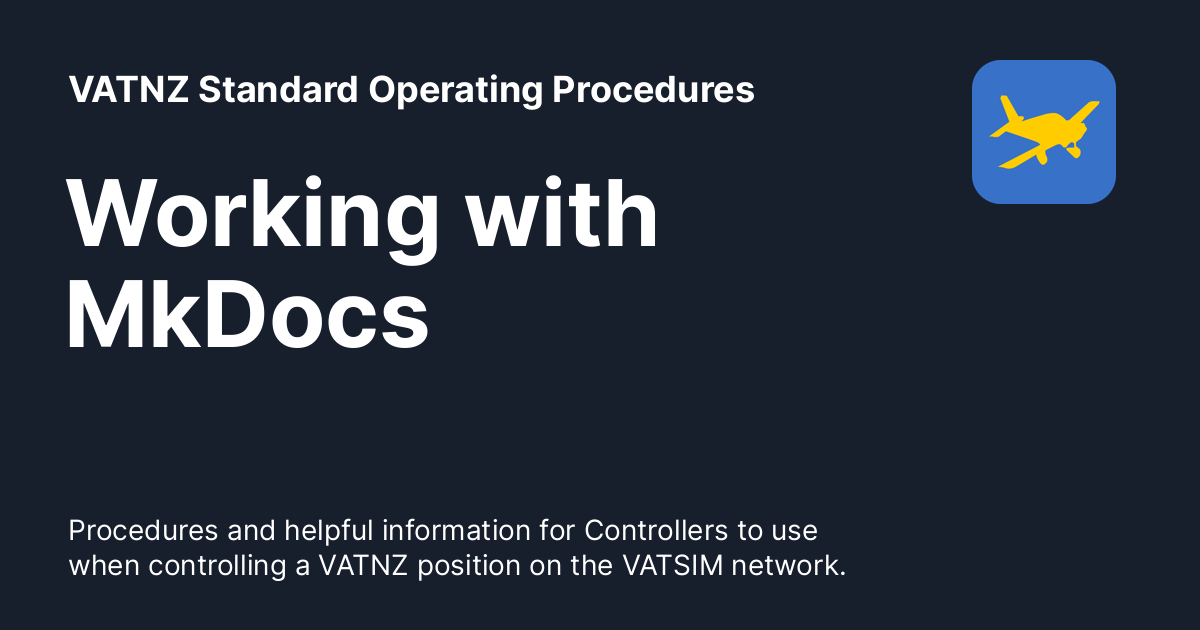 VATNZ Standard Operating Procedures
Working with
MkDocs
Procedures and helpful information for Controllers to use
when controlling a VATNZ position on the VATSIM network.